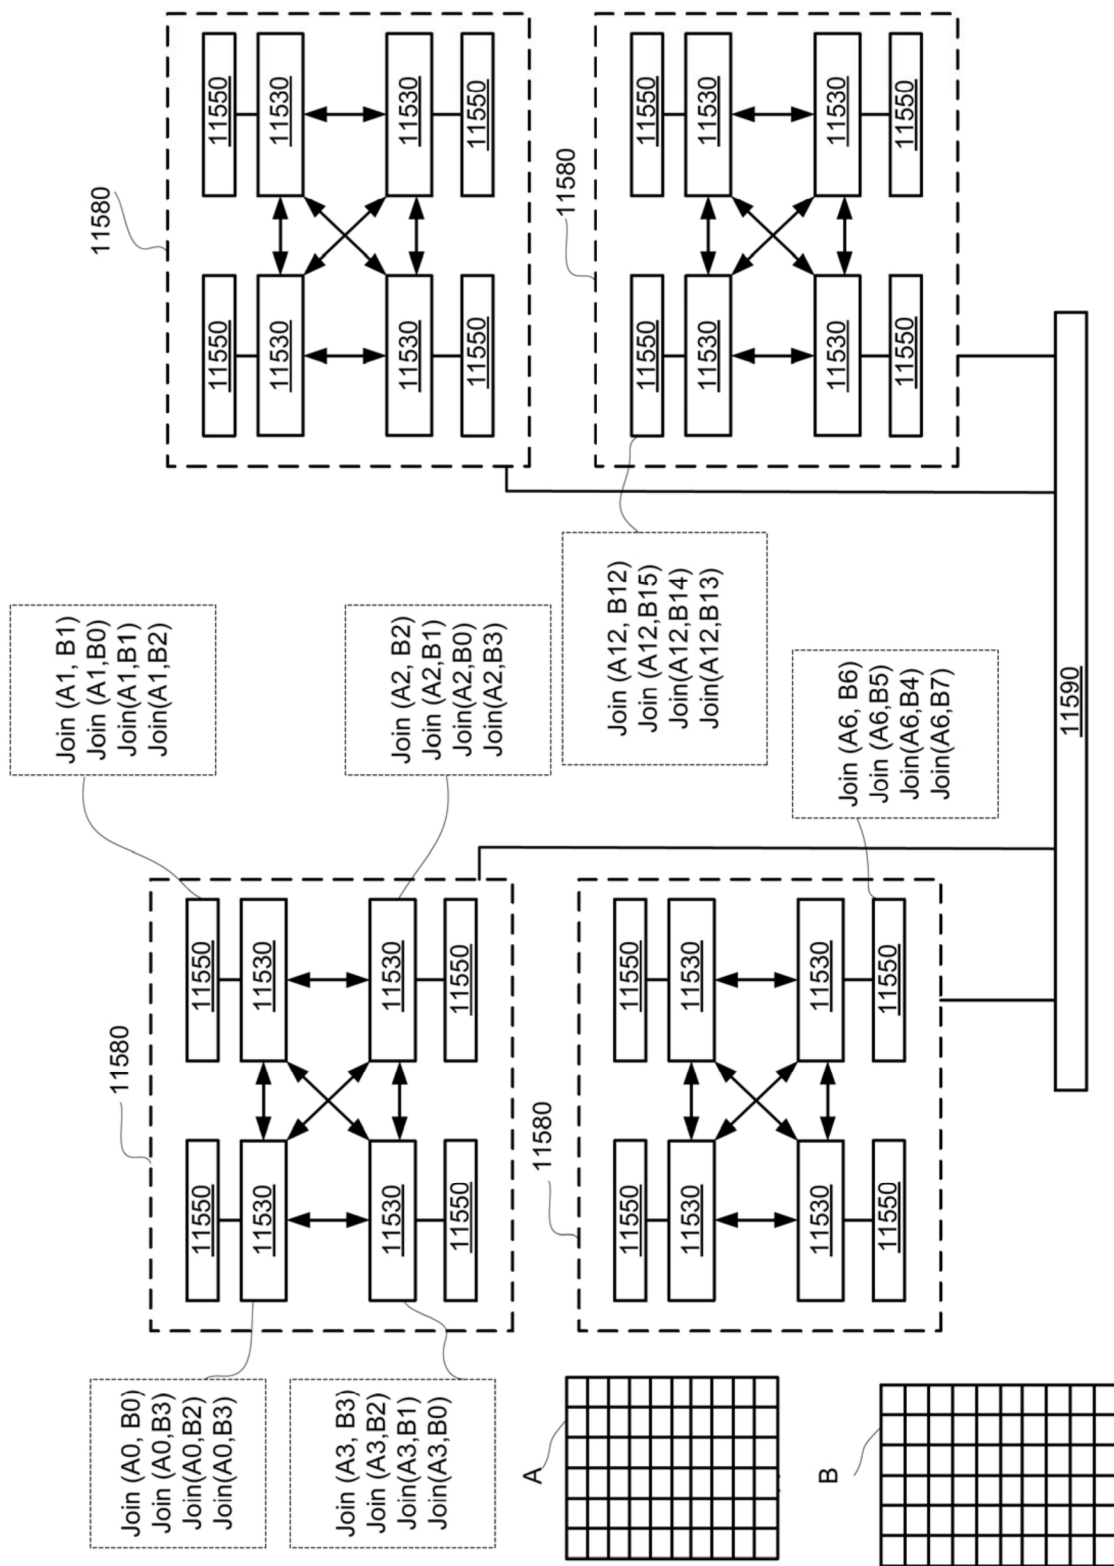 Join (A0, B0)
Join (A0,B3)
Join(A0,B2)
Join(A0,B3)
Join (A3, B3)
Join (A3,B2)
Join(A3,B1)
Join(A3,B0)
11580
11550
11550
11530
11530
11530
11530
11550
11550
Join (A1, B1)
Join (A1,B0)
Join(A1,B1)
Join(A1,B2)
Join (A2, B2)
Join (A2,B1)
Join(A2,B0)
Join(A2,B3)
11580
11550
11550
11530
11530
11530
11530
11550
11550
A
B
11580
11550
11550
11530
11530
11530
11530
11550
11550
Join (A12, B12)
Join (A12,B15)
Join(A12,B14)
Join(A12,B13)
Join (A6, B6)
Join (A6,B5)
Join(A6,B4)
Join(A6,B7)
11580
11550
11550
11530
11530
11530
11530
11550
11550
11590